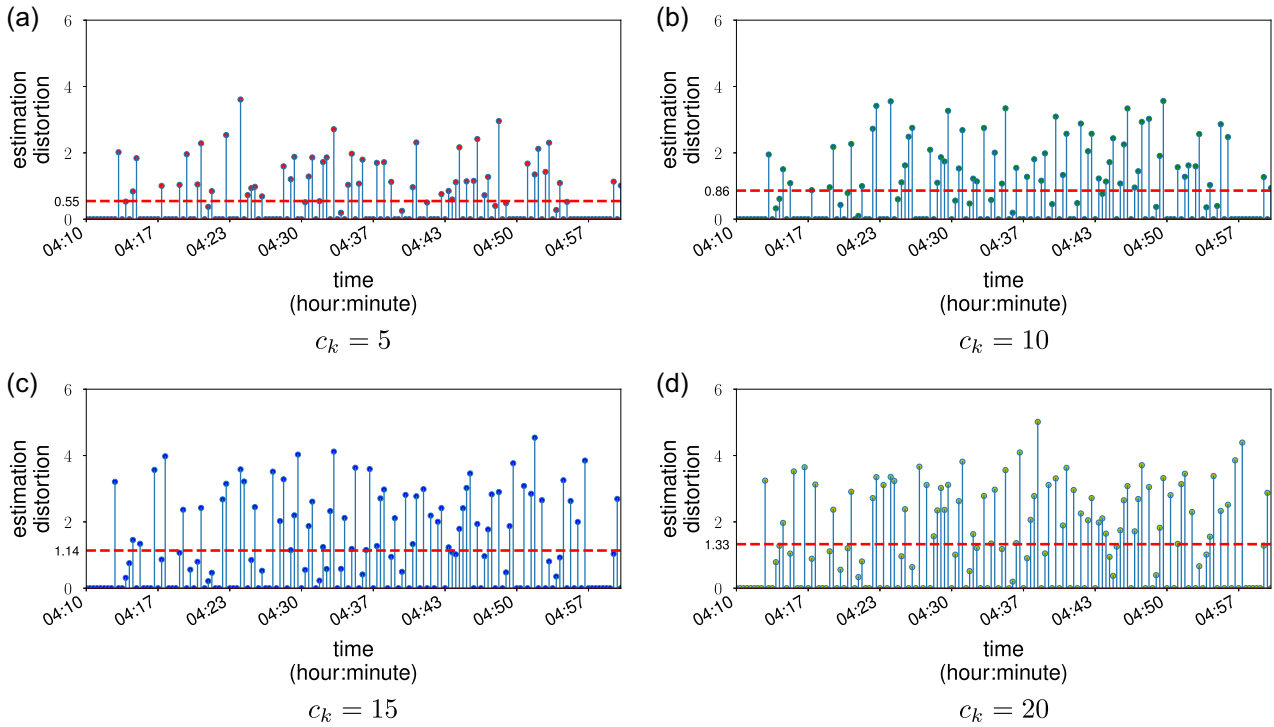 (a)
6
4
2
0.55
0
estimation
distortion
04:10
04:17
04:23
04:30
04:37
04:43
04:50
04:57
time
(hour:minute)
c_k = 5
(b)
6
4
2
0.86
0
estimation
distortion
04:10
04:17
04:23
04:30
04:37
04:43
04:50
04:57
time
(hour:minute)
c_k = 10
(c)
6
4
2
1.14
0
estimation
distortion
04:10
04:17
04:23
04:30
04:37
04:43
04:50
04:57
time
(hour:minute)
c_k = 15
(d)
6
4
2
1.33
0
estimation
distortion
04:10
04:17
04:23
04:30
04:37
04:43
04:50
04:57
time
(hour:minute)
c_k = 20